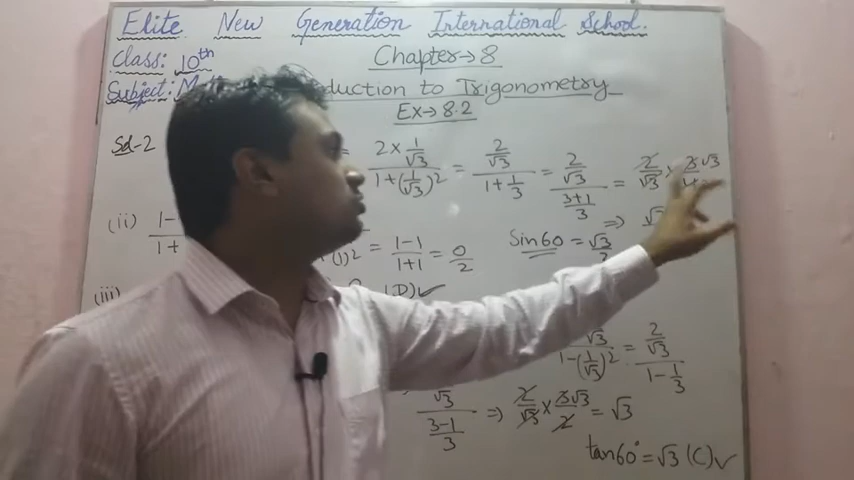 Elite New Generation International School.
Class: 10th
Chapter→ 8
Subject: duction to Trigonometry
Ex→ 8.2
Sol-2 = 2 × 1/√3 / 1+(1/√3)² = 2/√3 / 1+1/3 = 2/√3 / 3+1/3 = 2/√3 ×
⇒
(ii) 1- / 1+ (1)² = 1-1/1+1 = 0/2
Sin60 = √3/2
(iii) (D)✓
√3 / 1-(1/√3)² = 2/√3 / 1-1/3
√3 / 3-1/3 ⇒ 2/√3 × 3√3/2 = √3
tan60° = √3 (C)✓